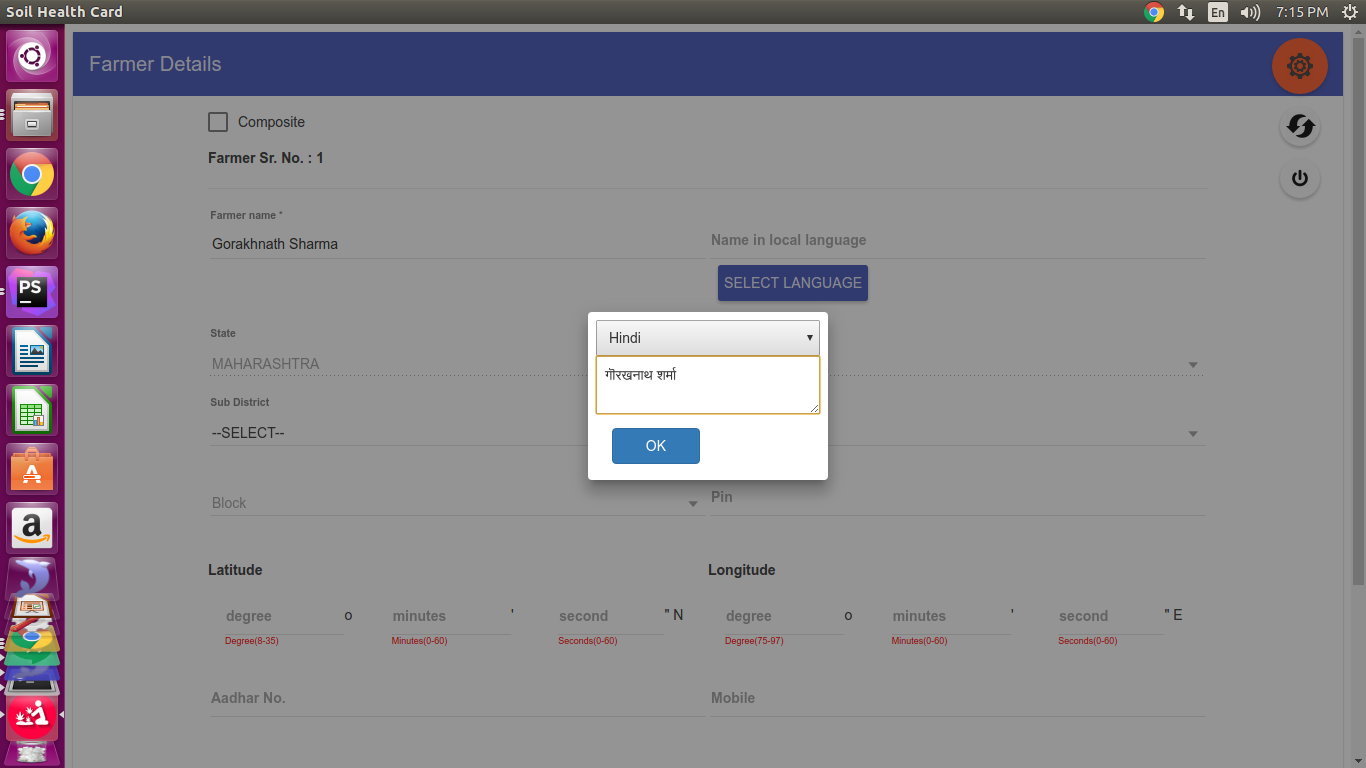 Soil Health Card
En
7:15 PM
Farmer Details
Composite
Farmer Sr. No. : 1
Farmer name *
Gorakhnath Sharma
Name in local language
SELECT LANGUAGE
State
MAHARASHTRA
Hindi
गॊरखनाथ शर्मा
OK
Sub District
--SELECT--
Block
Pin
Latitude
Longitude
degree o minutes ' second " N degree o minutes ' second " E
Degree(8-35) Minutes(0-60) Seconds(0-60) Degree(75-97) Minutes(0-60) Seconds(0-60)
Aadhar No.
Mobile
PS
A
a